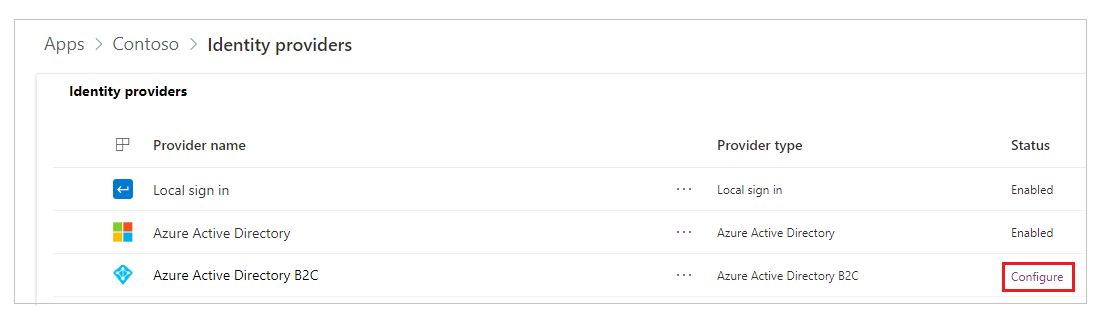 Apps > Contoso > Identity providers
Identity providers
Provider name Provider type Status
Local sign in ··· Local sign in Enabled
Azure Active Directory ··· Azure Active Directory Enabled
Azure Active Directory B2C ··· Azure Active Directory B2C Configure